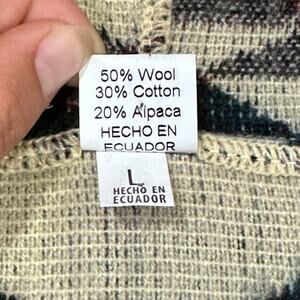 50% Wool
30% Cotton
20% Alpaca
HECHO EN
ECUADOR
L
HECHO EN
ECUADOR